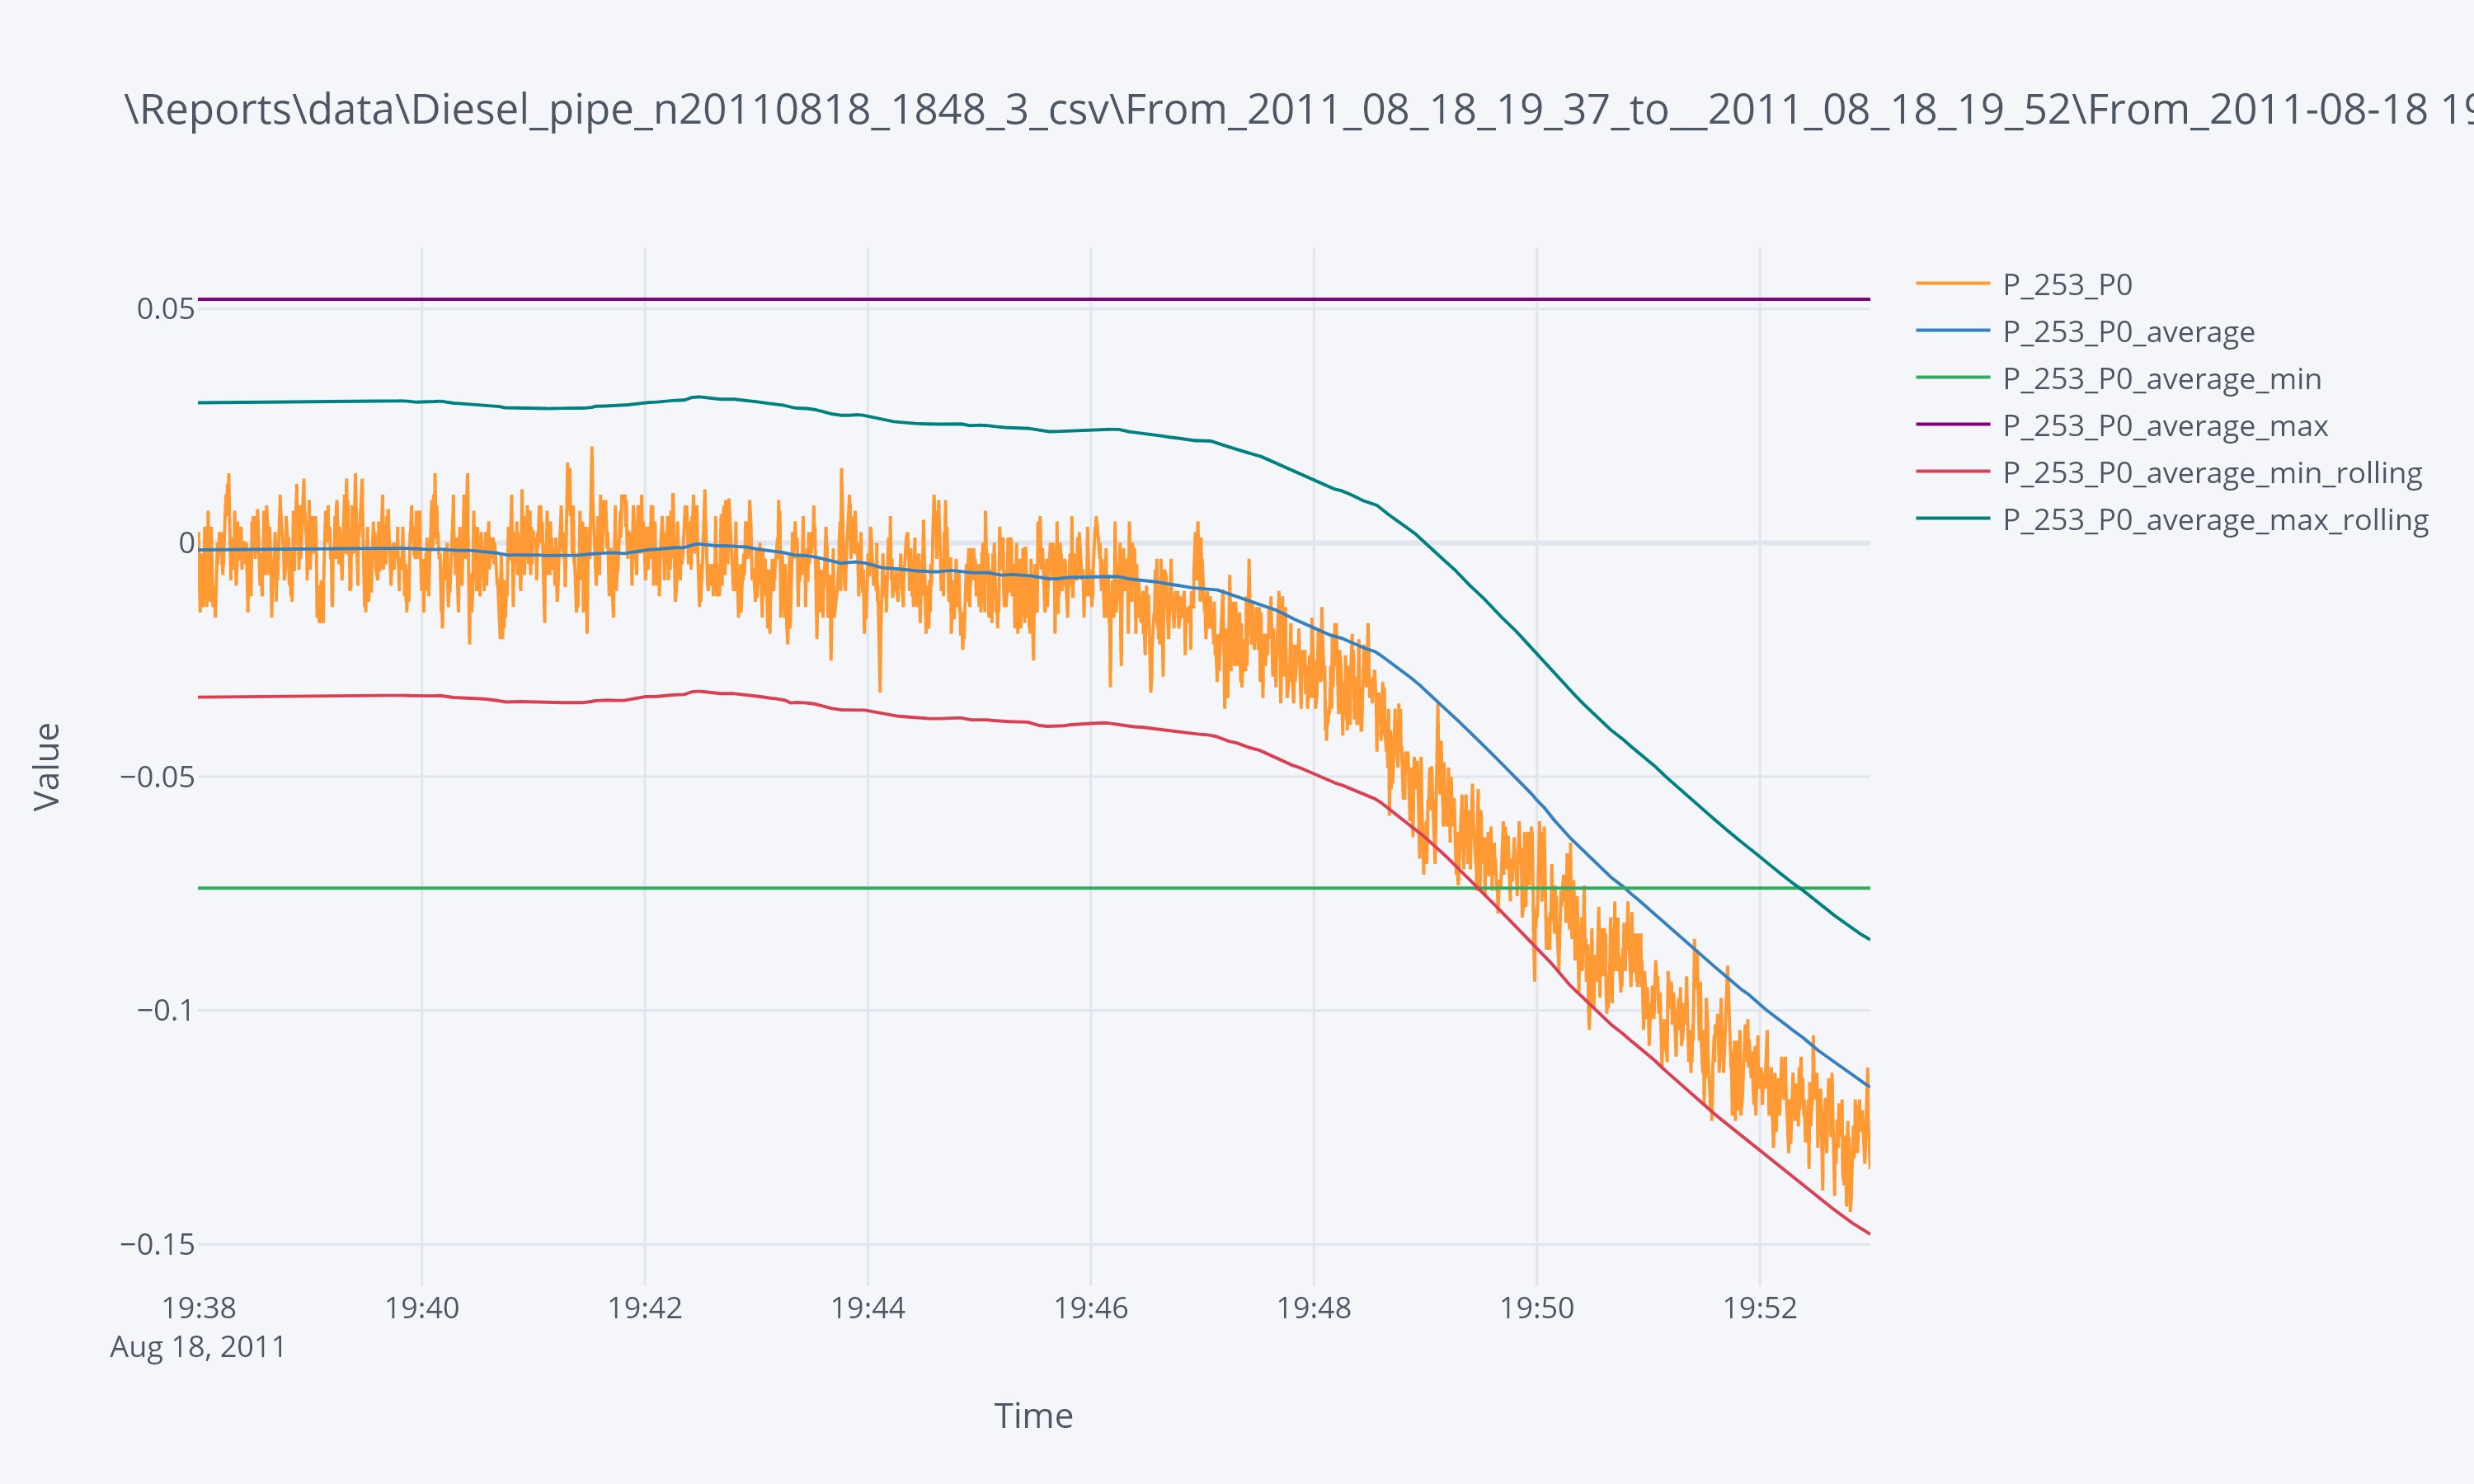 \Reports\data\Diesel_pipe_n20110818_1848_3_csv\From_2011_08_18_19_37_to__2011_08_18_19_52\From_2011-08-18 19
P_253_P0
P_253_P0_average
P_253_P0_average_min
P_253_P0_average_max
P_253_P0_average_min_rolling
P_253_P0_average_max_rolling
0.05
0
−0.05
−0.1
−0.15
Value
19:38 19:40 19:42 19:44 19:46 19:48 19:50 19:52
Aug 18, 2011
Time